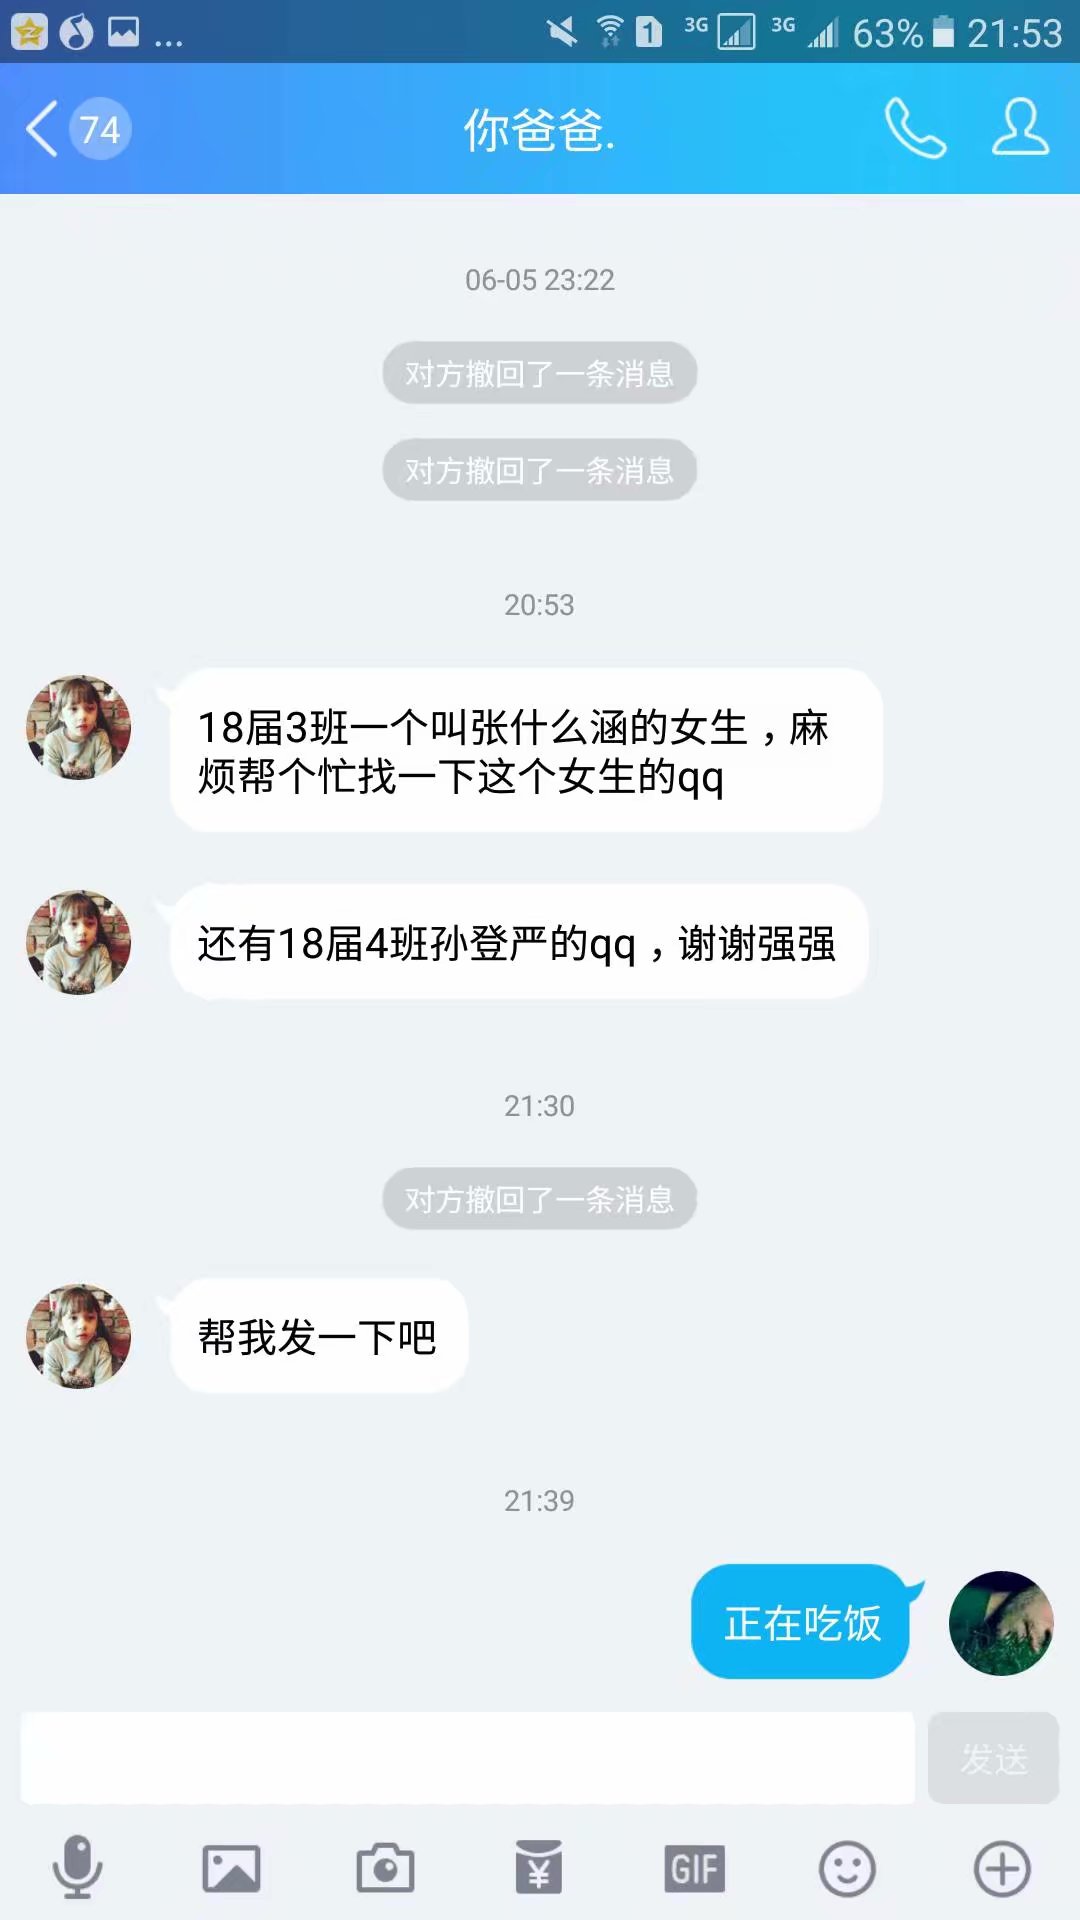 ... 1 3G 3G 63% 21:53
74 你爸爸.
06-05 23:22
对方撤回了一条消息
对方撤回了一条消息
20:53
18届3班一个叫张什么涵的女生，麻
烦帮个忙找一下这个女生的qq
还有18届4班孙登严的qq，谢谢强强
21:30
对方撤回了一条消息
帮我发一下吧
21:39
正在吃饭
发送
¥ GIF